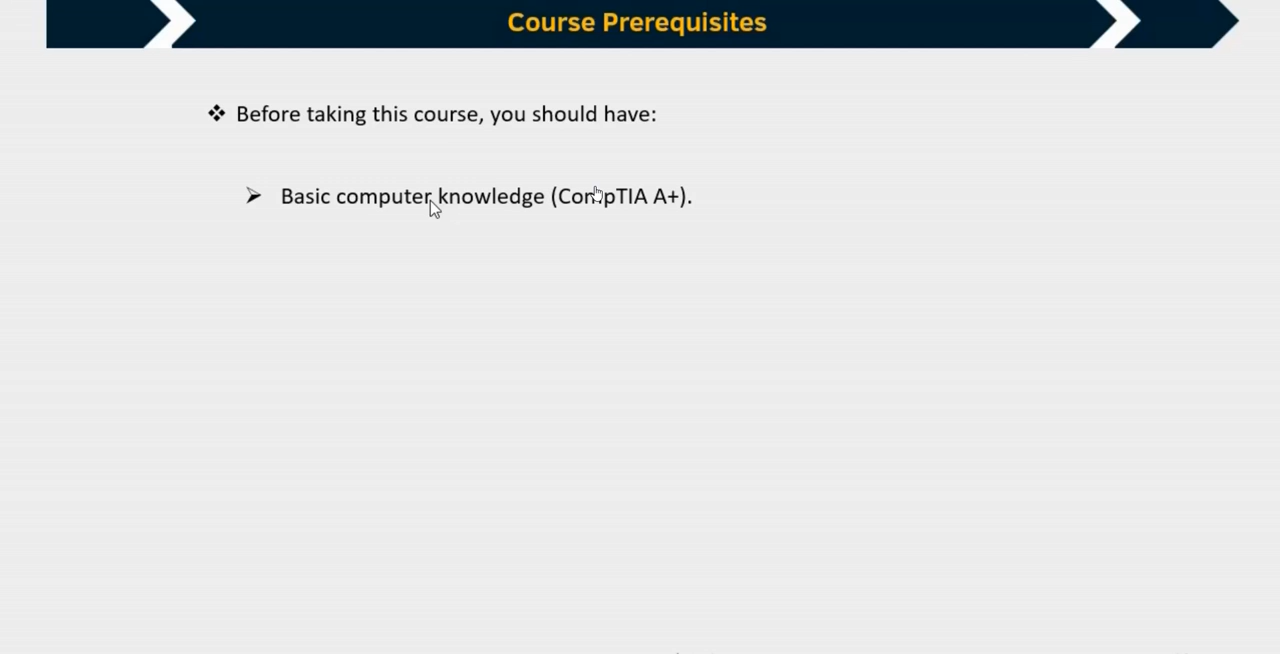 Course Prerequisites
Before taking this course, you should have:
Basic computer knowledge (CompTIA A+).